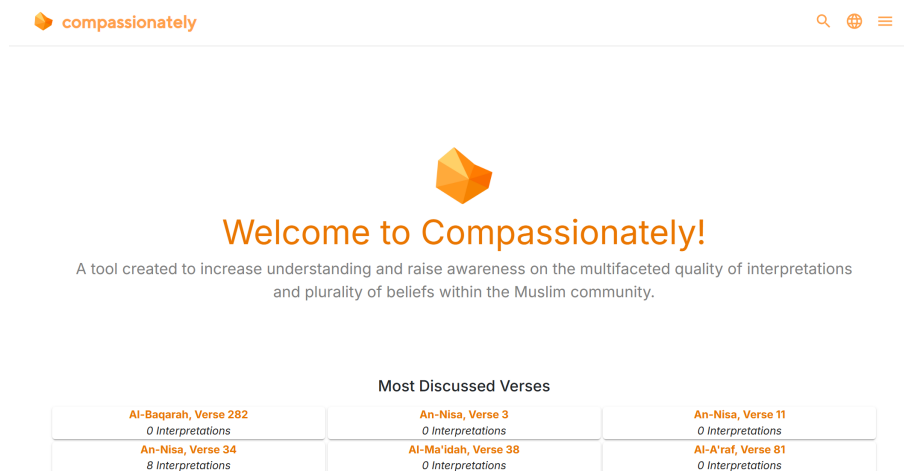 compassionately
Welcome to Compassionately!
A tool created to increase understanding and raise awareness on the multifaceted quality of interpretations
and plurality of beliefs within the Muslim community.
Most Discussed Verses
Al-Baqarah, Verse 282
0 Interpretations
An-Nisa, Verse 3
0 Interpretations
An-Nisa, Verse 11
0 Interpretations
An-Nisa, Verse 34
8 Interpretations
Al-Ma'idah, Verse 38
0 Interpretations
Al-A'raf, Verse 81
0 Interpretations